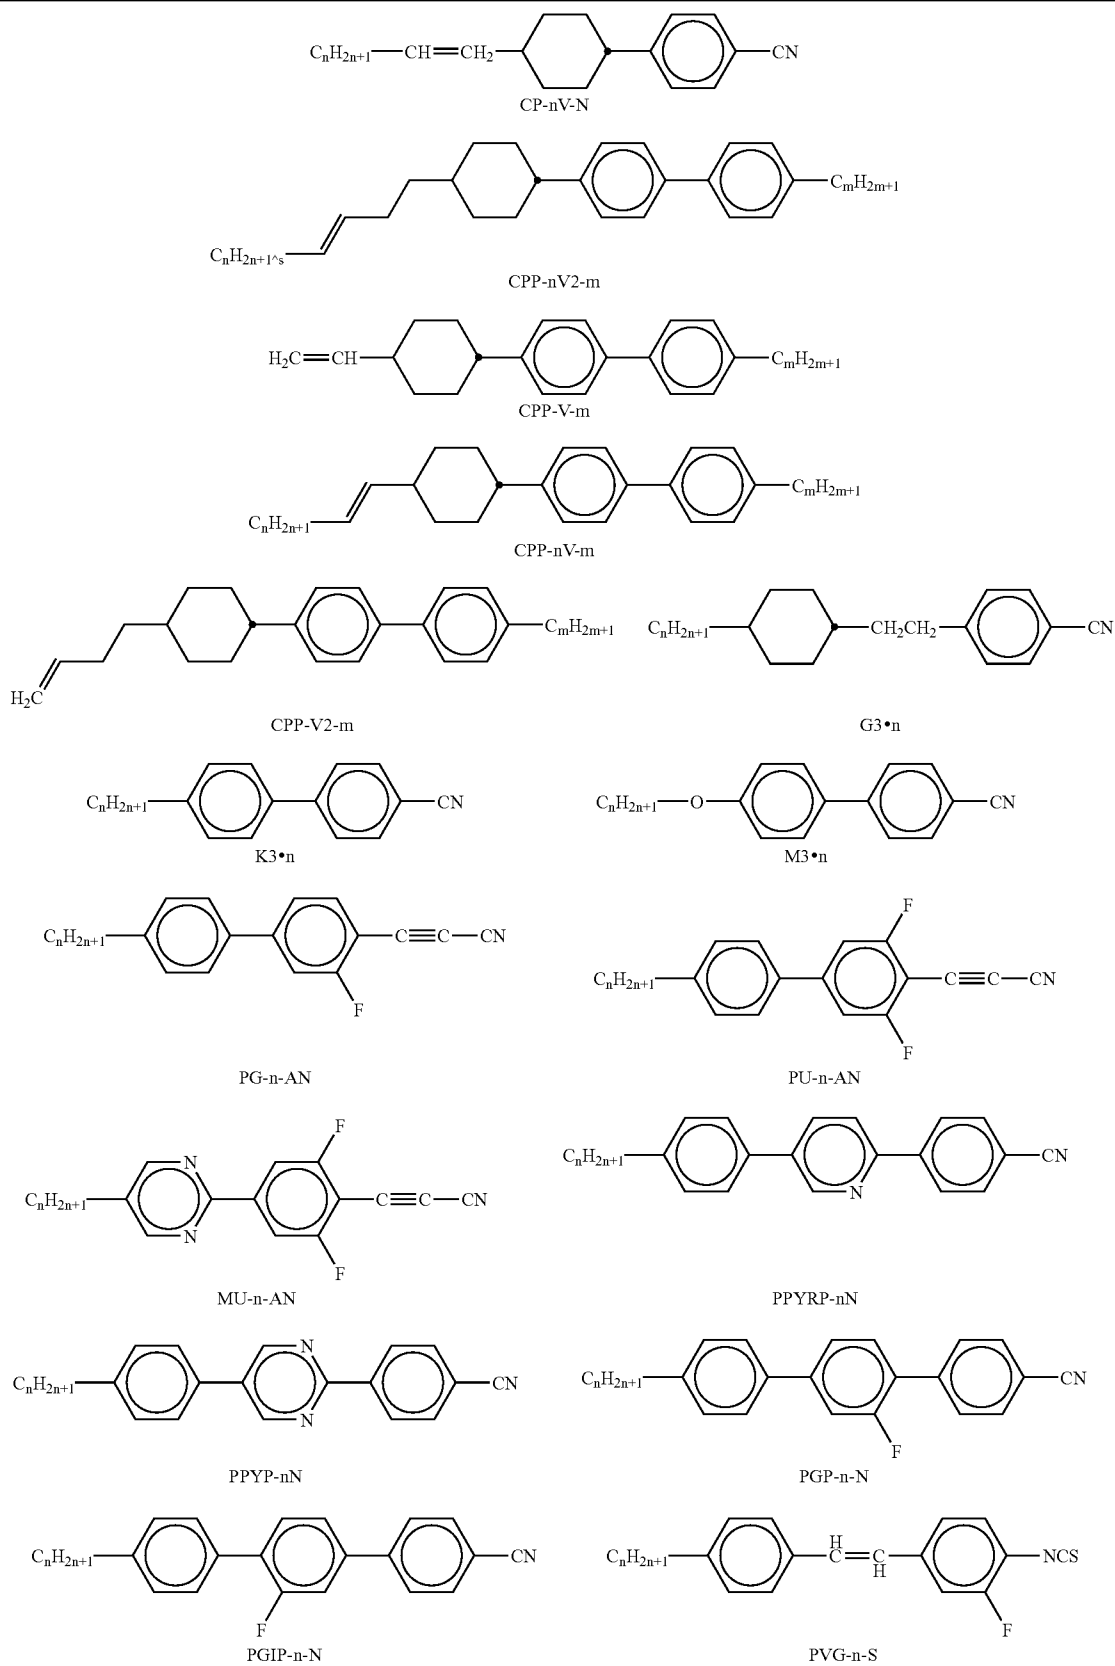 CₙH₂ₙ₊₁ CH CH₂ CN
CP-nV-N
CₘH₂ₘ₊₁
CₙH₂ₙ₊₁^s
CPP-nV2-m
H₂C CH CₘH₂ₘ₊₁
CPP-V-m
CₘH₂ₘ₊₁
CₙH₂ₙ₊₁
CPP-nV-m
CₘH₂ₘ₊₁
H₂C
CPP-V2-m
CₙH₂ₙ₊₁ CH₂CH₂ CN
G3•n
CₙH₂ₙ₊₁ CN
K3•n
CₙH₂ₙ₊₁ O CN
M3•n
CₙH₂ₙ₊₁ C C CN
F
PG-n-AN
F
CₙH₂ₙ₊₁ C C CN
F
PU-n-AN
F
N
CₙH₂ₙ₊₁ C C CN
N
F
MU-n-AN
CₙH₂ₙ₊₁ CN
N
PPYRP-nN
N
CₙH₂ₙ₊₁ CN
N
PPYP-nN
CₙH₂ₙ₊₁ CN
F
PGP-n-N
CₙH₂ₙ₊₁ CN
F
PGIP-n-N
H
CₙH₂ₙ₊₁ NCS
H
F
PVG-n-S